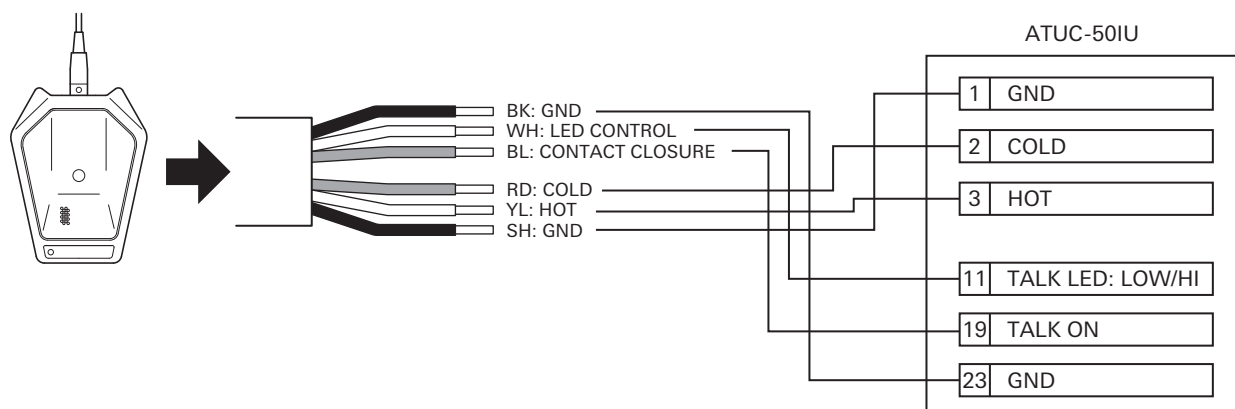 ATUC-50IU
BK: GND
WH: LED CONTROL
BL: CONTACT CLOSURE
RD: COLD
YL: HOT
SH: GND
1 GND
2 COLD
3 HOT
11 TALK LED: LOW/HI
19 TALK ON
23 GND